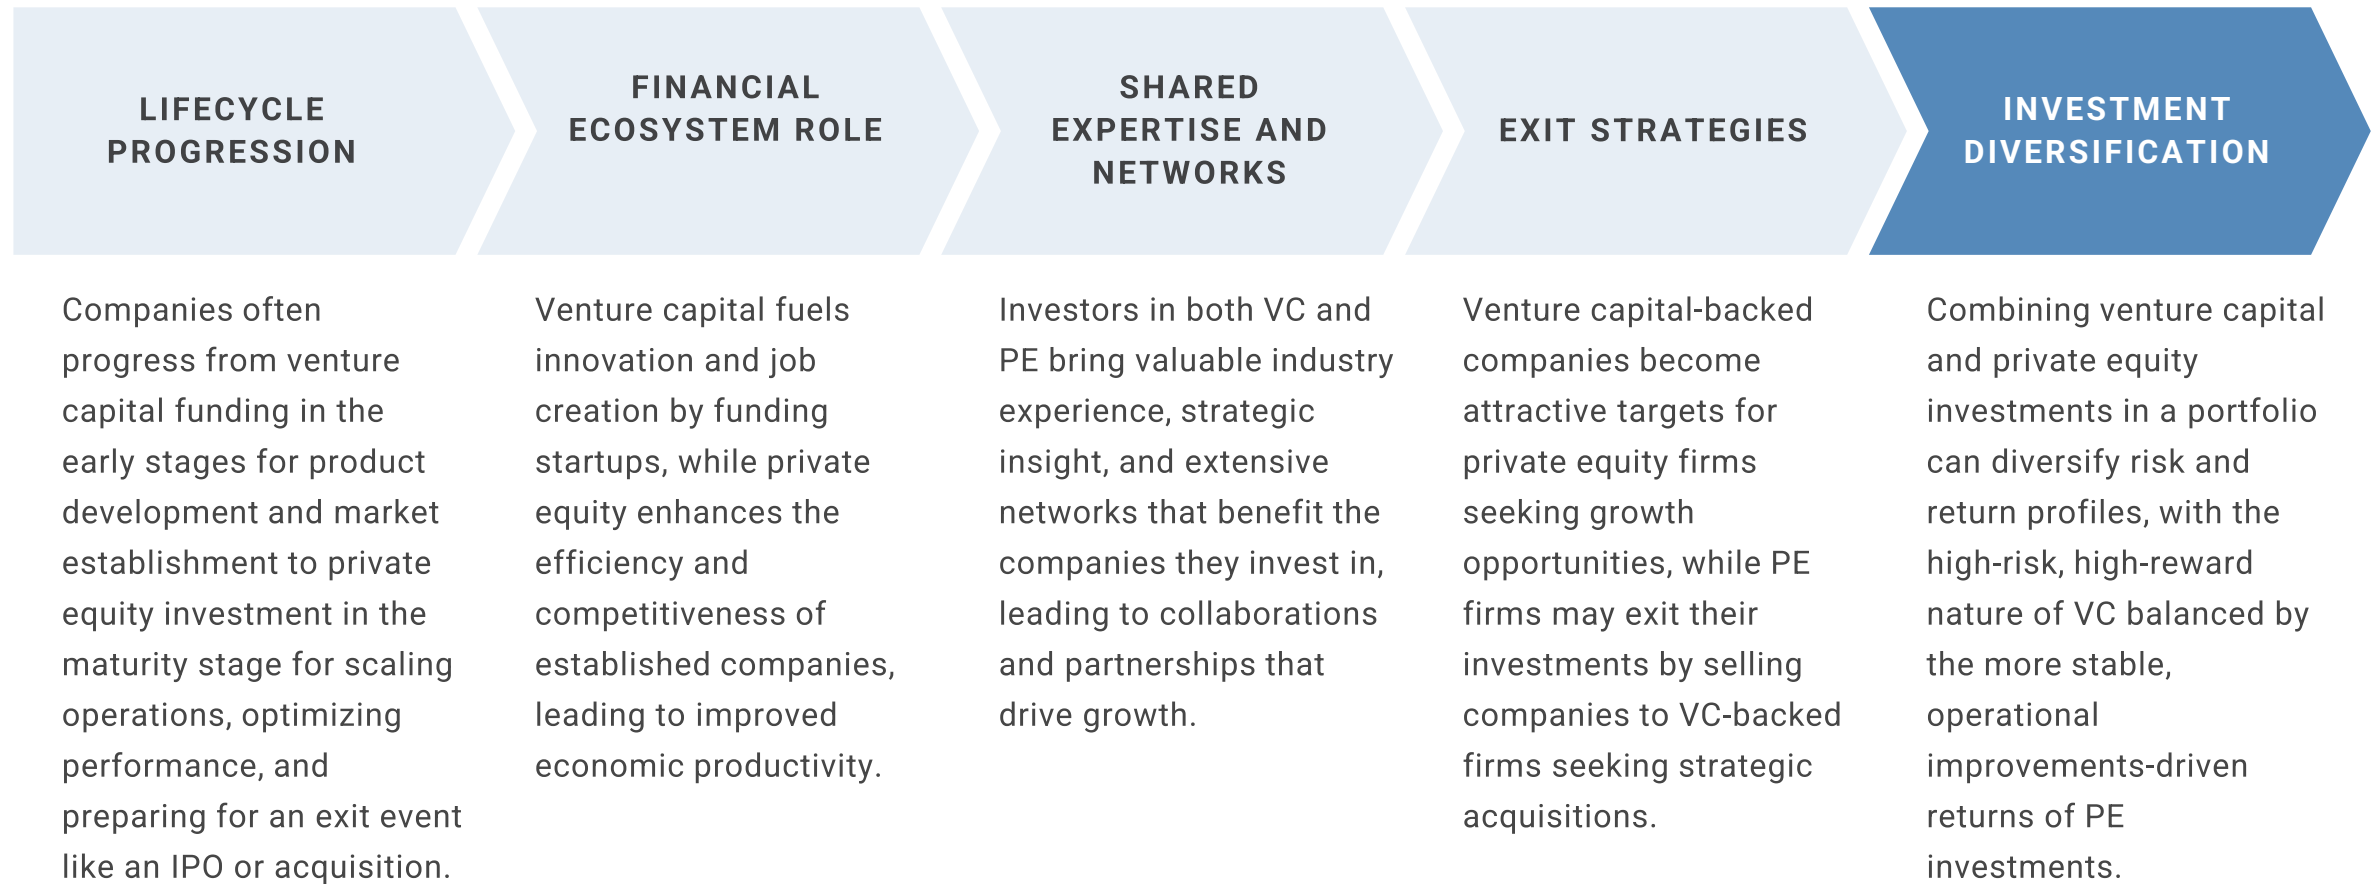 LIFECYCLE
PROGRESSION
Companies often
progress from venture
capital funding in the
early stages for product
development and market
establishment to private
equity investment in the
maturity stage for scaling
operations, optimizing
performance, and
preparing for an exit event
like an IPO or acquisition.
FINANCIAL
ECOSYSTEM ROLE
Venture capital fuels
innovation and job
creation by funding
startups, while private
equity enhances the
efficiency and
competitiveness of
established companies,
leading to improved
economic productivity.
SHARED
EXPERTISE AND
NETWORKS
Investors in both VC and
PE bring valuable industry
experience, strategic
insight, and extensive
networks that benefit the
companies they invest in,
leading to collaborations
and partnerships that
drive growth.
EXIT STRATEGIES
Venture capital-backed
companies become
attractive targets for
private equity firms
seeking growth
opportunities, while PE
firms may exit their
investments by selling
companies to VC-backed
firms seeking strategic
acquisitions.
INVESTMENT
DIVERSIFICATION
Combining venture capital
and private equity
investments in a portfolio
can diversify risk and
return profiles, with the
high-risk, high-reward
nature of VC balanced by
the more stable,
operational
improvements-driven
returns of PE
investments.